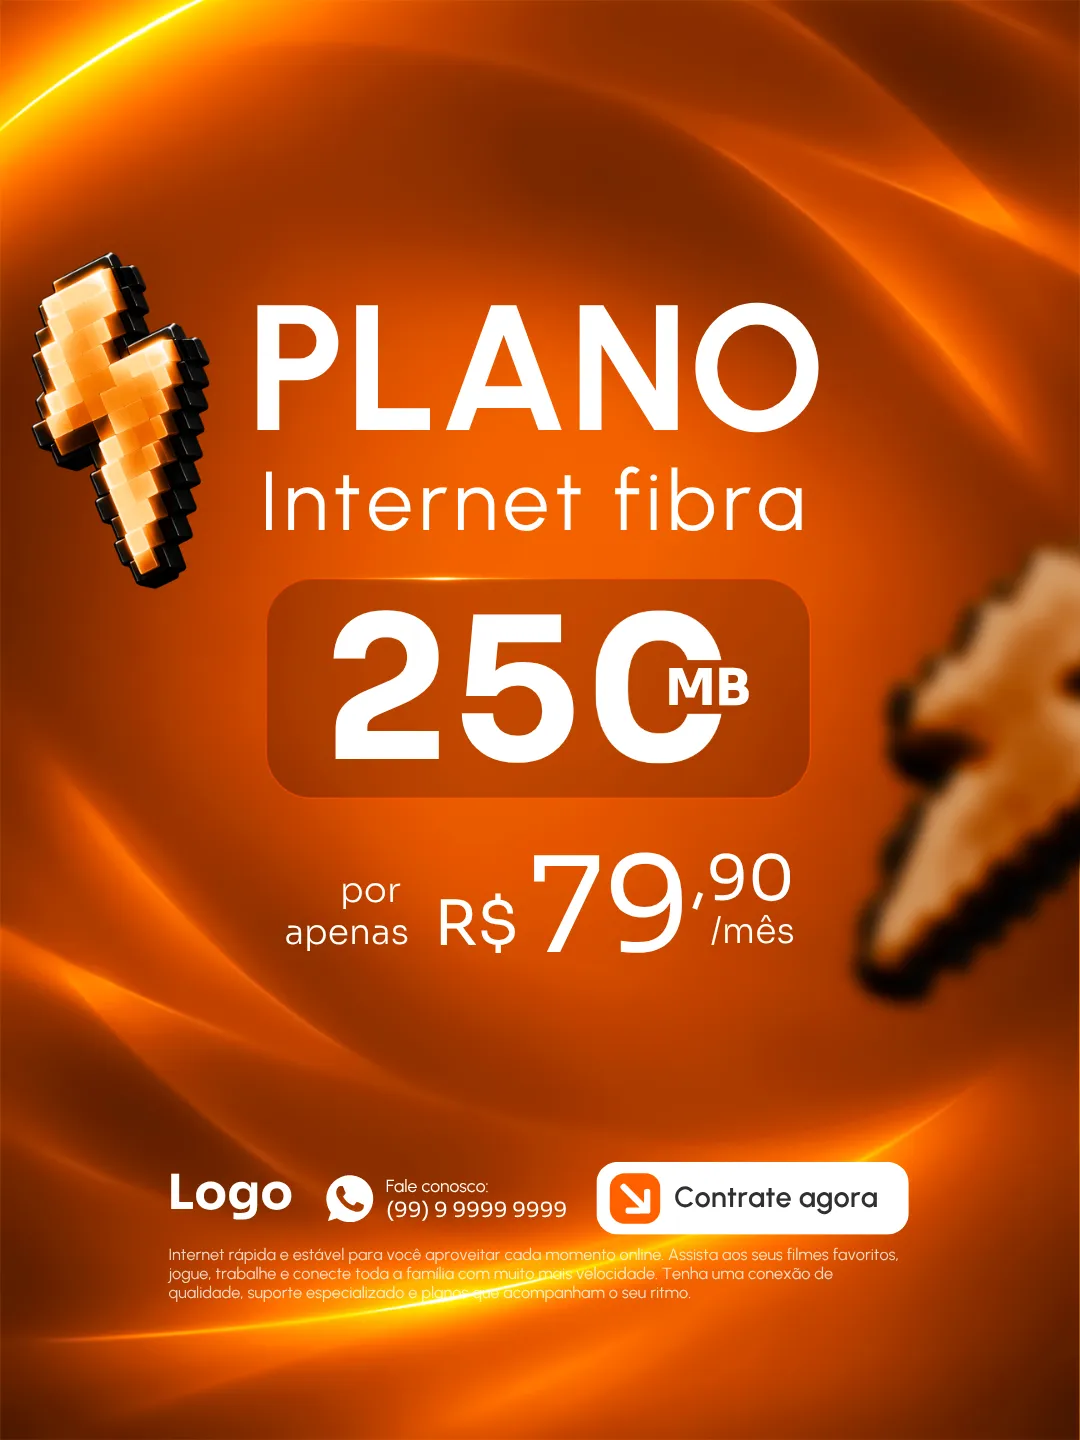 PLANO
Internet fibra
250 MB
por
apenas
R$ 79,90
/mês
Logo
Fale conosco:
(99) 9 9999 9999
Contrate agora
Internet rápida e estável para você aproveitar cada momento online. Assista aos seus filmes favoritos,
jogue, trabalhe e conecte toda a família com muito mais velocidade. Tenha uma conexão de
qualidade, suporte especializado e planos que acompanham o seu ritmo.